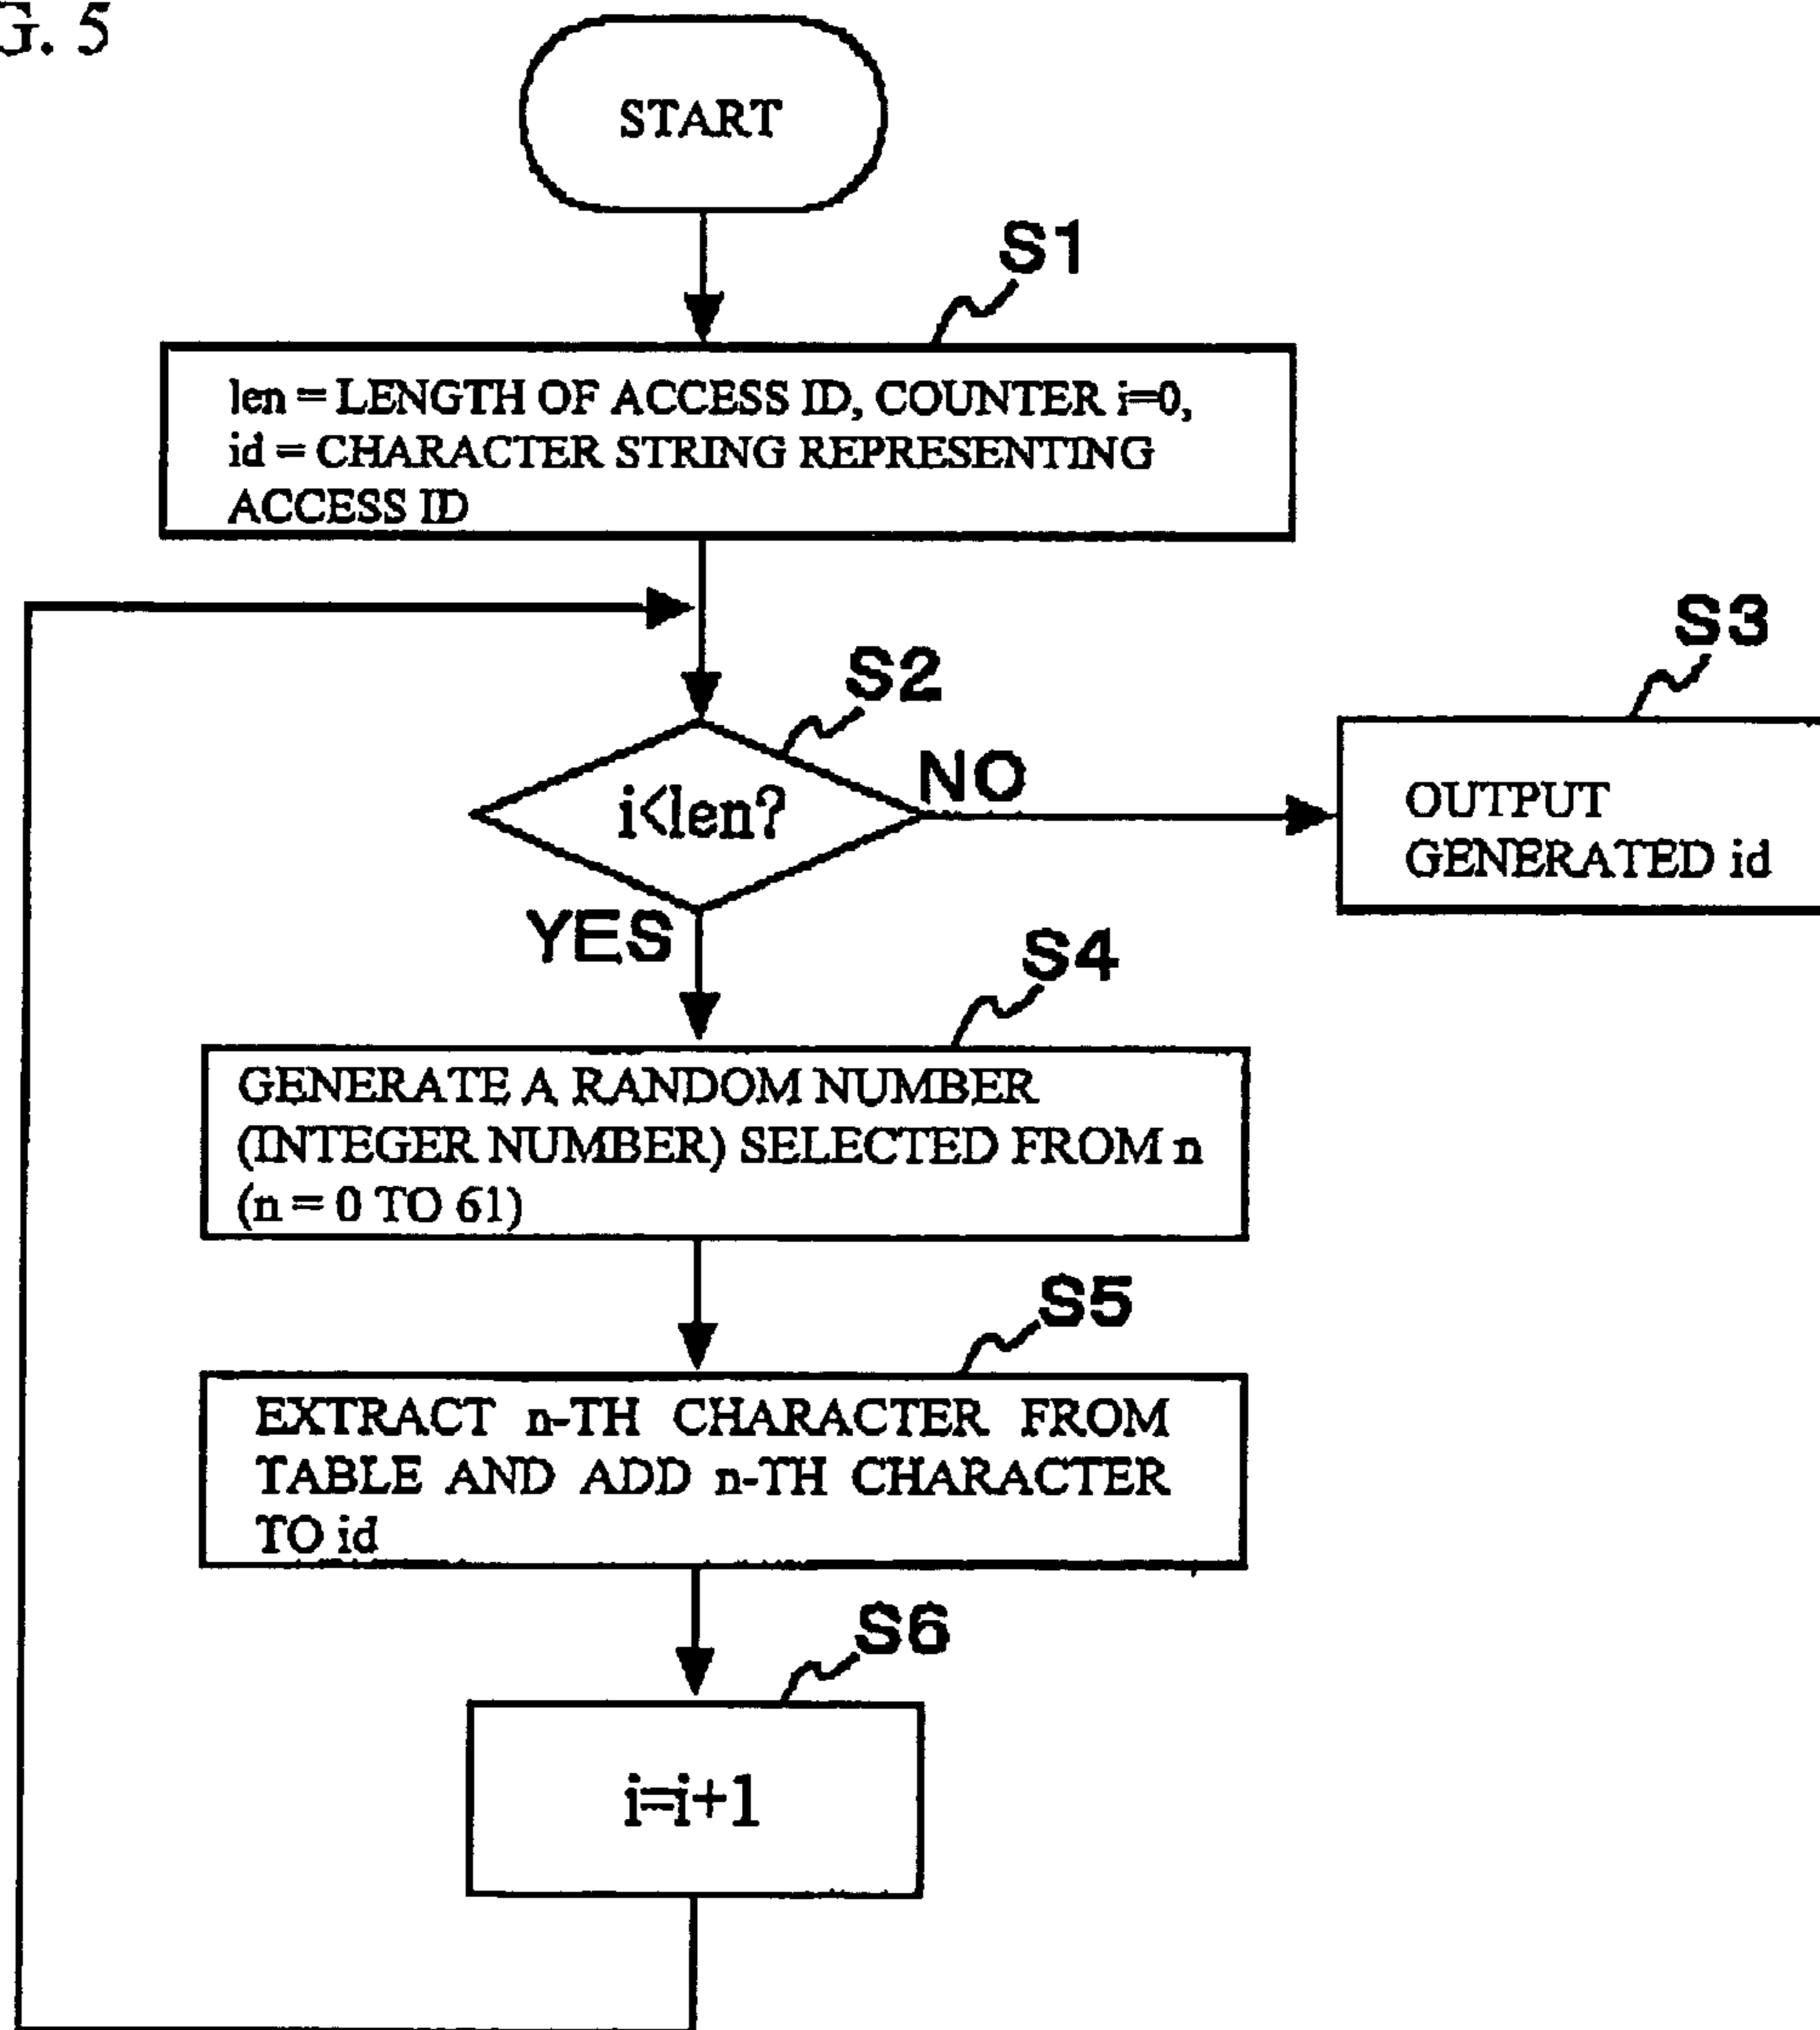 G. 5
START
S1
len = LENGTH OF ACCESS ID, COUNTER i=0,
id = CHARACTER STRING REPRESENTING
ACCESS ID
S2
i<len?
NO
S3
OUTPUT
GENERATED id
YES
S4
GENERATE A RANDOM NUMBER
(INTEGER NUMBER) SELECTED FROM n
(n = 0 TO 61)
S5
EXTRACT n-TH CHARACTER FROM
TABLE AND ADD n-TH CHARACTER
TO id
S6
i=i+1